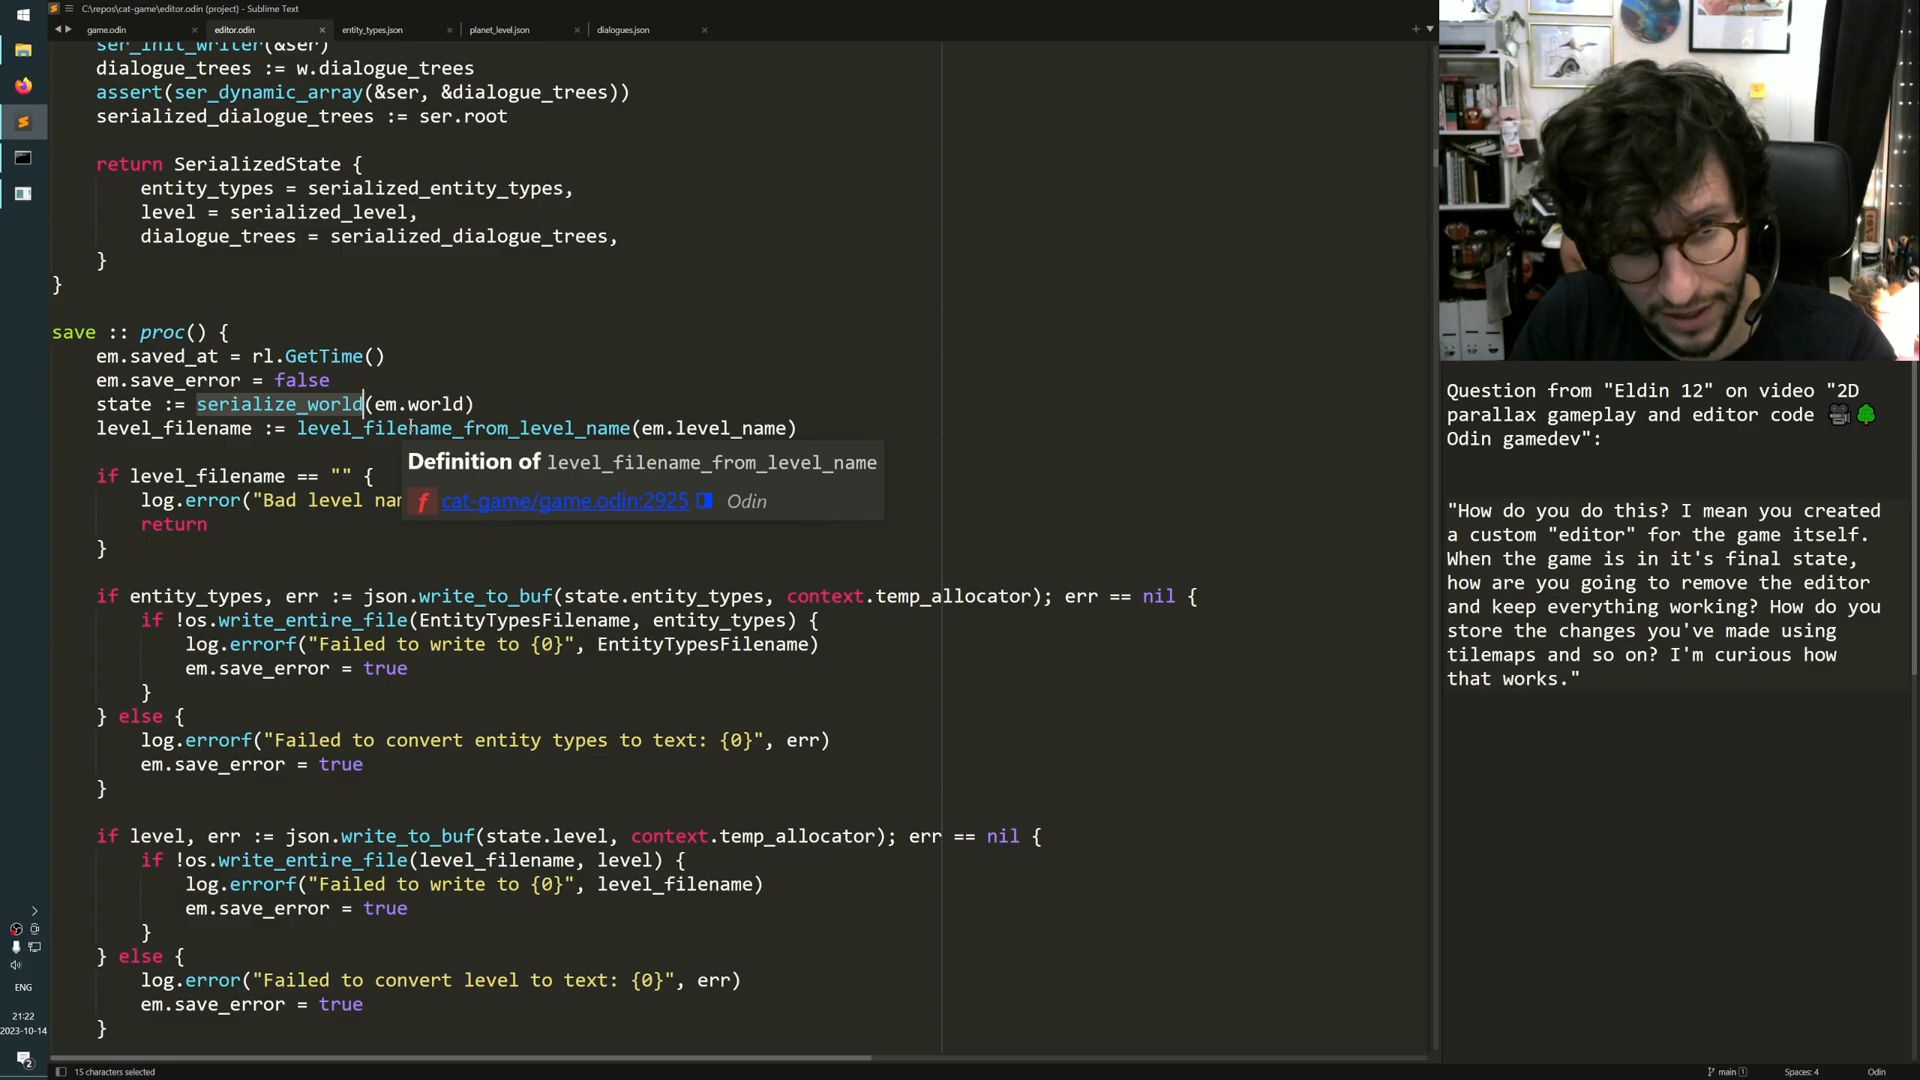 C:\repos\cat-game\editor.odin (project) - Sublime Text
game.odin
editor.odin
entity_types.json
planet_level.json
dialogues.json
ser_init_writer(&ser)
dialogue_trees := w.dialogue_trees
assert(ser_dynamic_array(&ser, &dialogue_trees))
serialized_dialogue_trees := ser.root
return SerializedState {
entity_types = serialized_entity_types,
level = serialized_level,
dialogue_trees = serialized_dialogue_trees,
}
}
save :: proc() {
em.saved_at = rl.GetTime()
em.save_error = false
state := serialize_world(em.world)
level_filename := level_filename_from_level_name(em.level_name)
Definition of level_filename_from_level_name
f cat-game/game.odin:2925 Odin
if level_filename == "" {
log.error("Bad level nam
return
}
if entity_types, err := json.write_to_buf(state.entity_types, context.temp_allocator); err == nil {
if !os.write_entire_file(EntityTypesFilename, entity_types) {
log.errorf("Failed to write to {0}", EntityTypesFilename)
em.save_error = true
}
} else {
log.errorf("Failed to convert entity types to text: {0}", err)
em.save_error = true
}
if level, err := json.write_to_buf(state.level, context.temp_allocator); err == nil {
if !os.write_entire_file(level_filename, level) {
log.errorf("Failed to write to {0}", level_filename)
em.save_error = true
}
} else {
log.error("Failed to convert level to text: {0}", err)
em.save_error = true
}
Question from "Eldin 12" on video "2D
parallax gameplay and editor code 🎥🌳
Odin gamedev":
"How do you do this? I mean you created
a custom "editor" for the game itself.
When the game is in it's final state,
how are you going to remove the editor
and keep everything working? How do you
store the changes you've made using
tilemaps and so on? I'm curious how
that works."
ENG
21:22
2023-10-14
2
15 characters selected
main 1
Spaces: 4
Odin